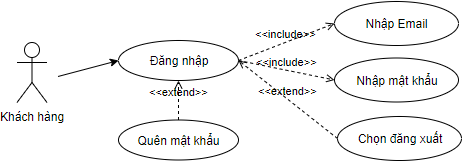 Nhập Email
<<include>>
Đăng nhập
<<include>>
Nhập mật khẩu
<<extend>>
<<extend>>
Khách hàng
Quên mật khẩu
Chọn đăng xuất